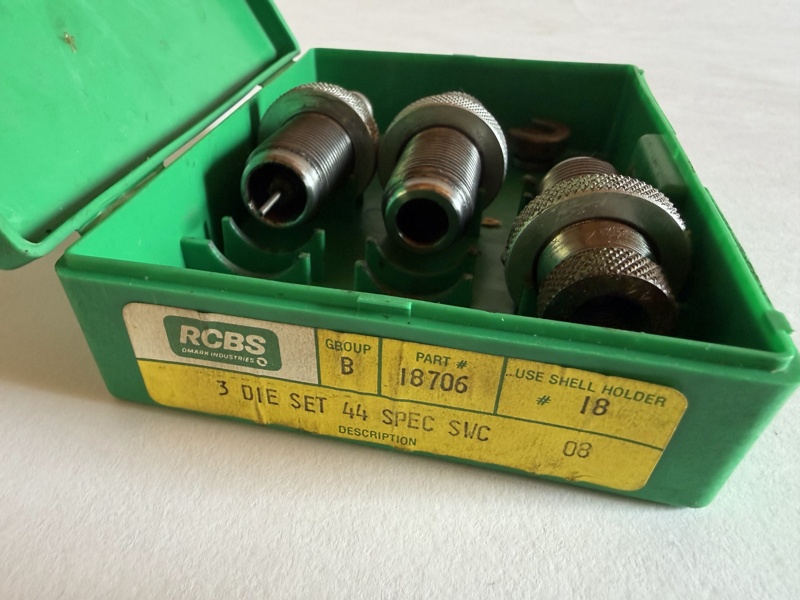 RCBS
OMARK INDUSTRIES
GROUP
B
PART #
18706
...USE SHELL HOLDER
# 18
3 DIE SET 44 SPEC SWC
08
DESCRIPTION